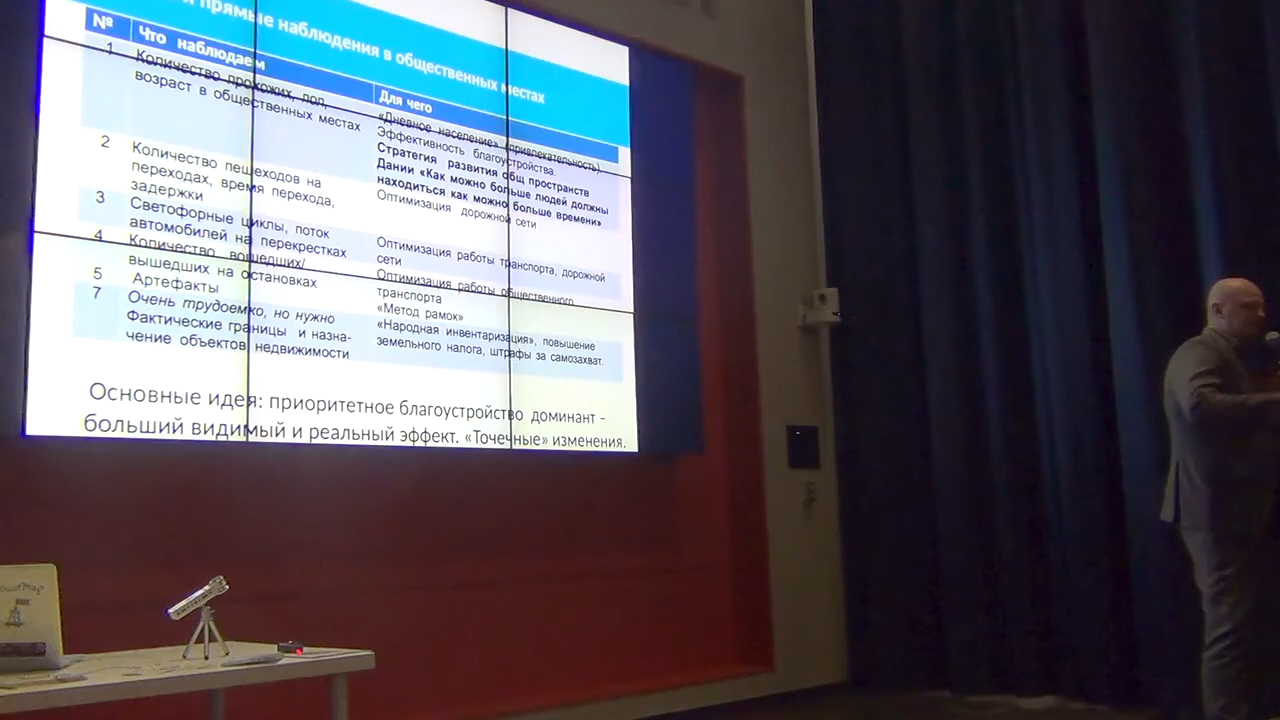 прямые наблюдения в общественных местах
№ Что наблюдаем
Для чего
1 Количество прохожих, пол,
возраст в общественных местах
«Дневное население» (привлекательность)
Эффективность благоустройства.
Стратегия развития общ пространств
Дании «Как можно больше людей должны
находиться как можно больше времени»
2 Количество пешеходов на
переходах, время перехода,
задержки
Оптимизация дорожной сети
3 Светофорные циклы, поток
автомобилей на перекрестках
Оптимизация работы транспорта, дорожной
сети
4 Количество вошедших/
вышедших на остановках
Оптимизация работы общественного
транспорта
5 Артефакты
«Метод рамок»
7 Очень трудоемко, но нужно
Фактические границы и назна-
чение объектов недвижимости
«Народная инвентаризация», повышение
земельного налога, штрафы за самозахват.
Основные идея: приоритетное благоустройство доминант –
больший видимый и реальный эффект. «Точечные» изменения.